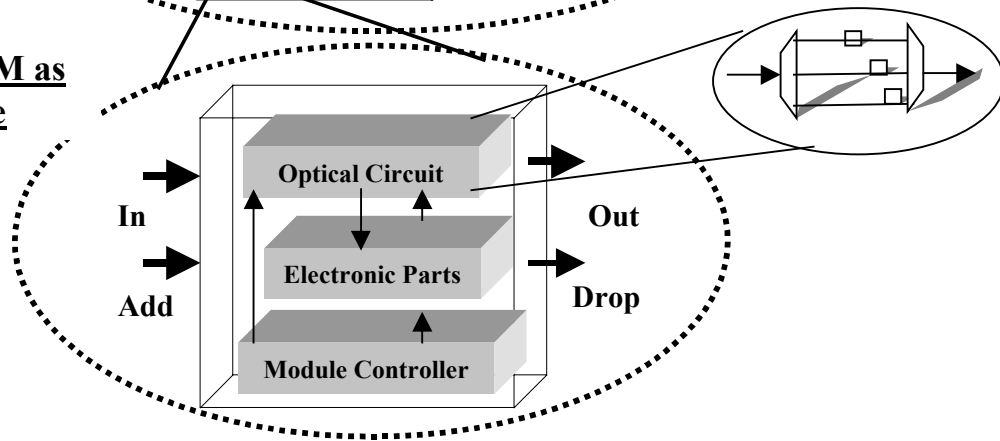 M as
e
Optical Circuit
In
Out
Electronic Parts
Add
Drop
Module Controller